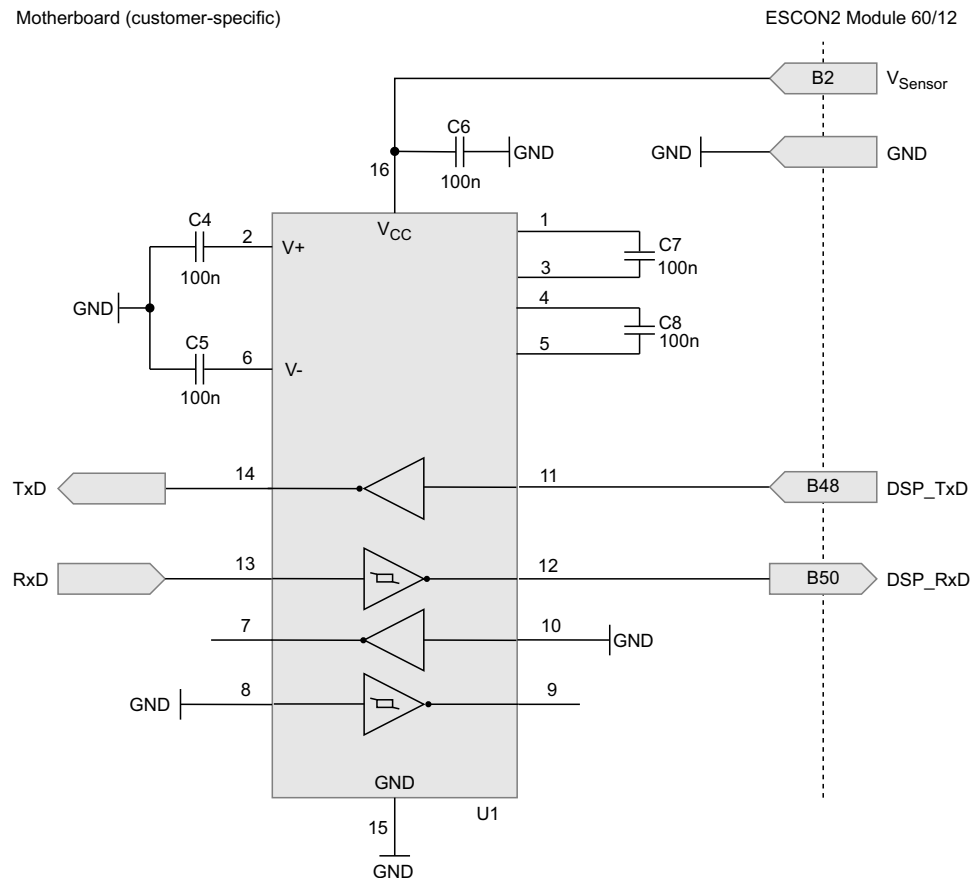 Motherboard (customer-specific)
ESCON2 Module 60/12
B2
VSensor
C6
GND
GND
GND
16
100n
C4
VCC
1
2
V+
C7
100n
3
100n
4
GND
C8
100n
C5
5
6
V-
100n
TxD
14
11
B48
DSP_TxD
RxD
13
12
B50
DSP_RxD
7
10
GND
GND
8
9
GND
U1
15
GND